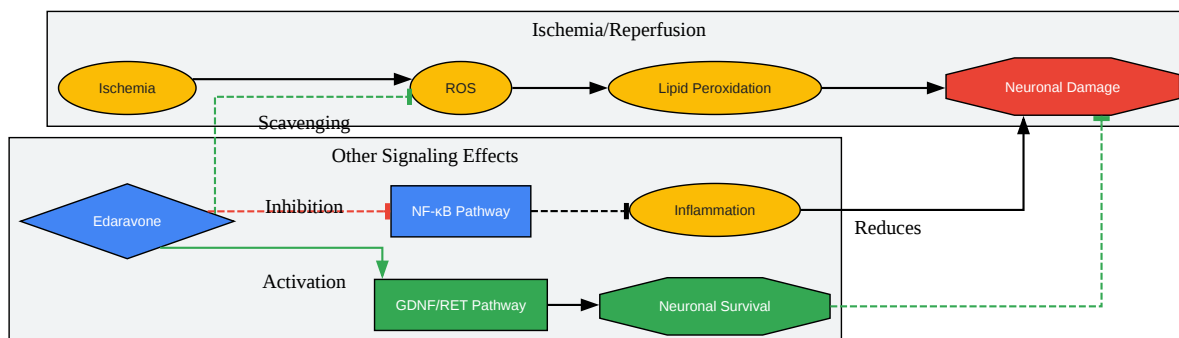 Ischemia/Reperfusion
Ischemia
ROS
Lipid Peroxidation
Neuronal Damage
Scavenging
Other Signaling Effects
Edaravone
Inhibition
NF-κB Pathway
Inflammation
Reduces
Activation
GDNF/RET Pathway
Neuronal Survival